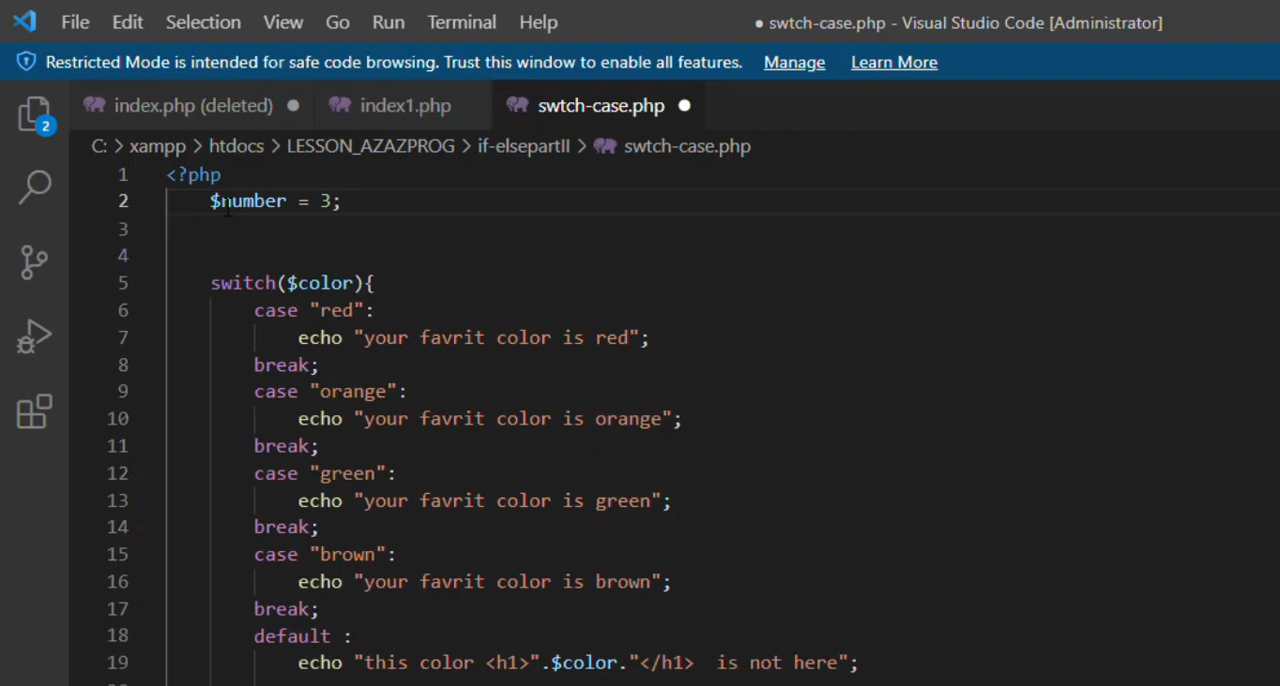 File Edit Selection View Go Run Terminal Help ● swtch-case.php - Visual Studio Code [Administrator]
Restricted Mode is intended for safe code browsing. Trust this window to enable all features. Manage Learn More
index.php (deleted) ● index1.php swtch-case.php ●
2
C: > xampp > htdocs > LESSON_AZAZPROG > if-elsepartII > swtch-case.php
1 <?php
2 $number = 3;
3
4
5 switch($color){
6 case "red":
7 echo "your favrit color is red";
8 break;
9 case "orange":
10 echo "your favrit color is orange";
11 break;
12 case "green":
13 echo "your favrit color is green";
14 break;
15 case "brown":
16 echo "your favrit color is brown";
17 break;
18 default :
19 echo "this color <h1>".$color."</h1>  is not here";